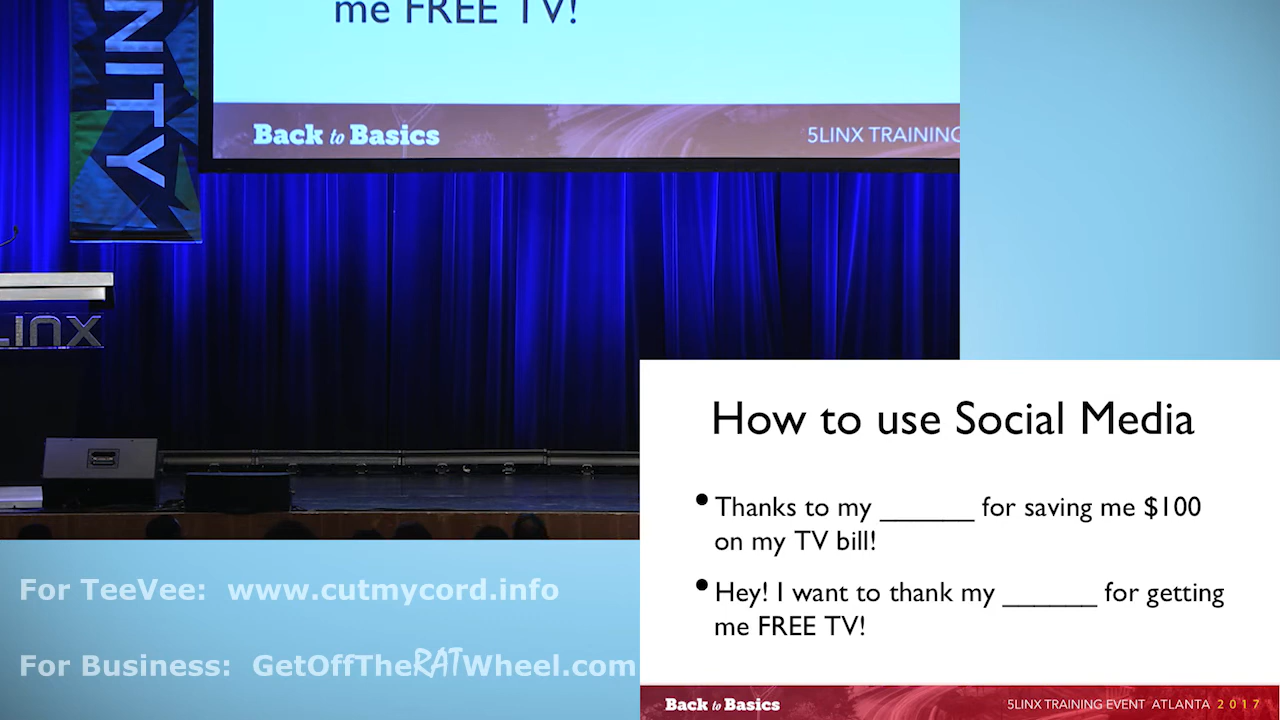 me FREE TV!
NITY
Back to Basics
5LINX TRAINING
LINX
How to use Social Media
• Thanks to my ______ for saving me $100
on my TV bill!
• Hey! I want to thank my ______ for getting
me FREE TV!
Back to Basics
5LINX TRAINING EVENT ATLANTA 2017
For TeeVee: www.cutmycord.info
For Business: GetOffTheRATWheel.com